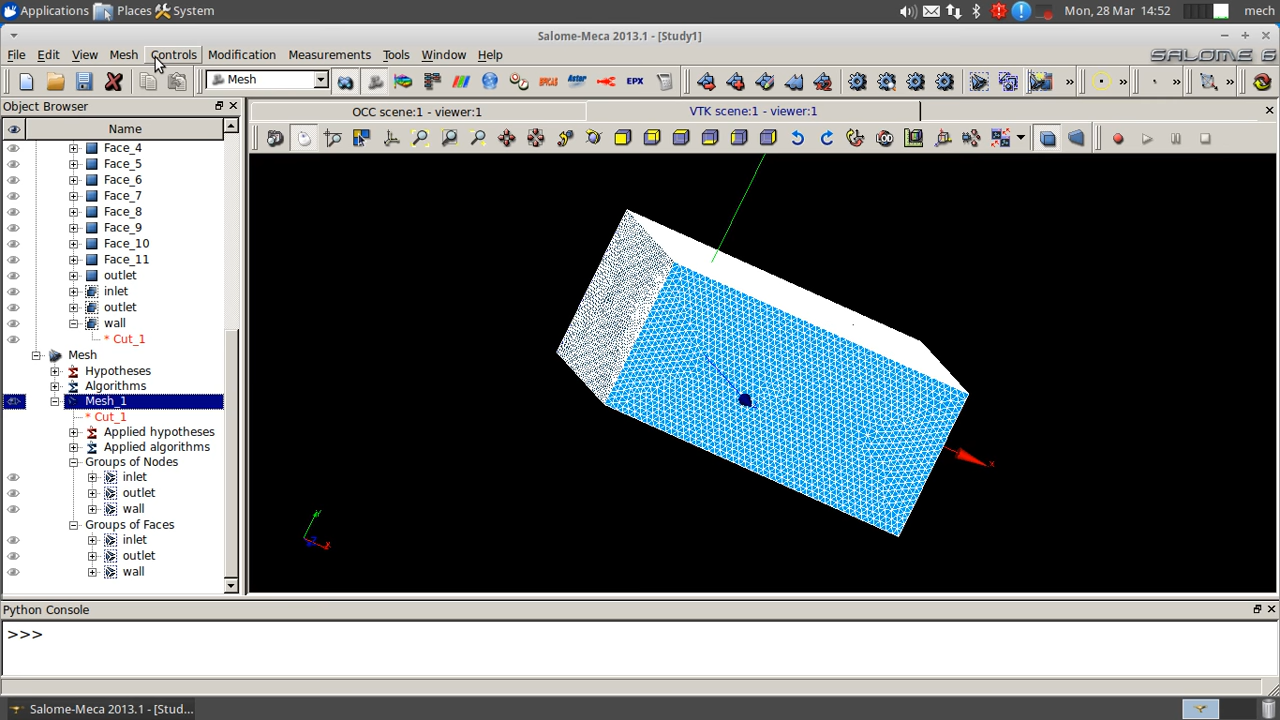 Applications Places System Mon, 28 Mar 14:52 mech
Salome-Meca 2013.1 - [Study1]
File Edit View Mesh Controls Modification Measurements Tools Window Help SALOME 6
Mesh Aster EPX » » » »
Object Browser
OCC scene:1 - viewer:1 VTK scene:1 - viewer:1
Name
Face_4
Face_5
Face_6
Face_7
Face_8
Face_9
Face_10
Face_11
outlet
inlet
outlet
wall
* Cut_1
Mesh
Hypotheses
Algorithms
Mesh_1
* Cut_1
Applied hypotheses
Applied algorithms
Groups of Nodes
inlet
outlet
wall
Groups of Faces
inlet
outlet
wall
Python Console
>>>
Salome-Meca 2013.1 - [Stud...